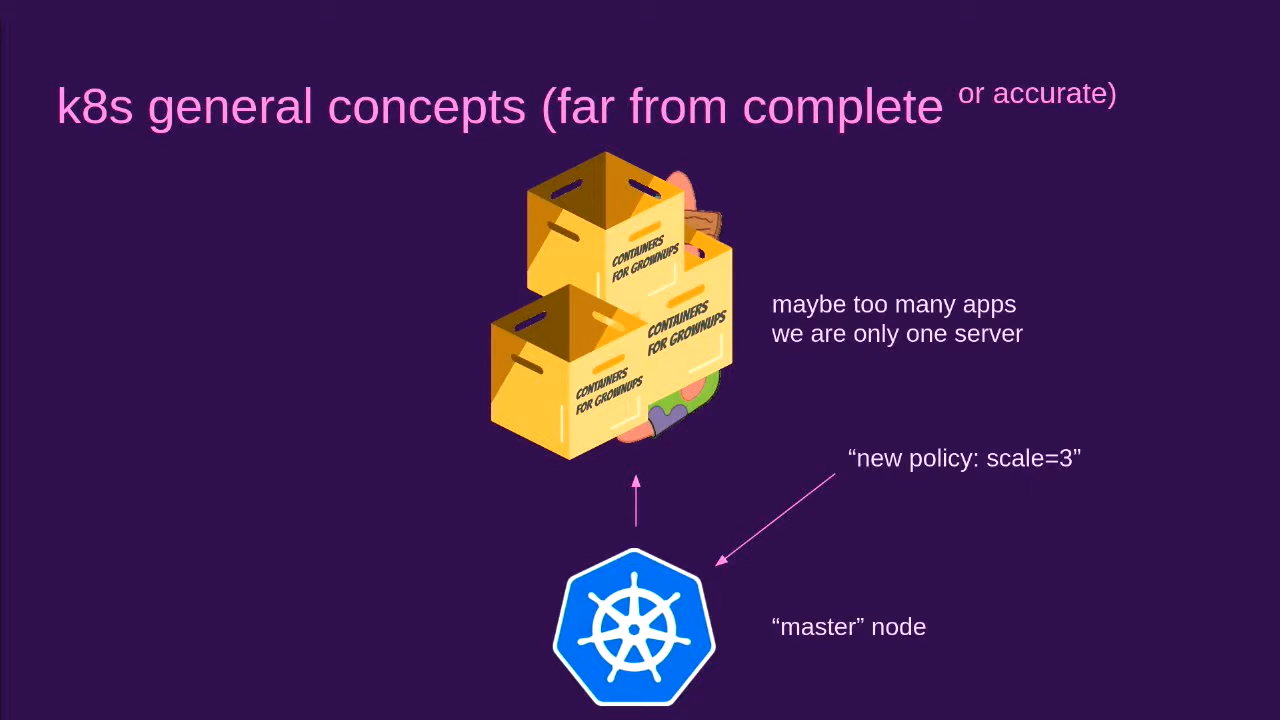 k8s general concepts (far from complete or accurate)
CONTAINERS
FOR GROWNUPS
CONTAINERS
FOR GROWNUPS
CONTAINERS
FOR GROWNUPS
maybe too many apps
we are only one server
“new policy: scale=3”
“master” node